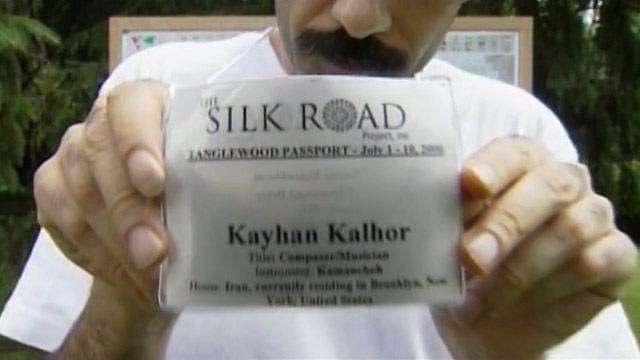 THE
SILK ROAD
Project, Inc
TANGLEWOOD PASSPORT - July 1 - 10, 2000
Kayhan Kalhor
Title: Composer/Musician
Instrument: Kamancheh
Home: Iran, currently residing in Brooklyn, New
York, United States